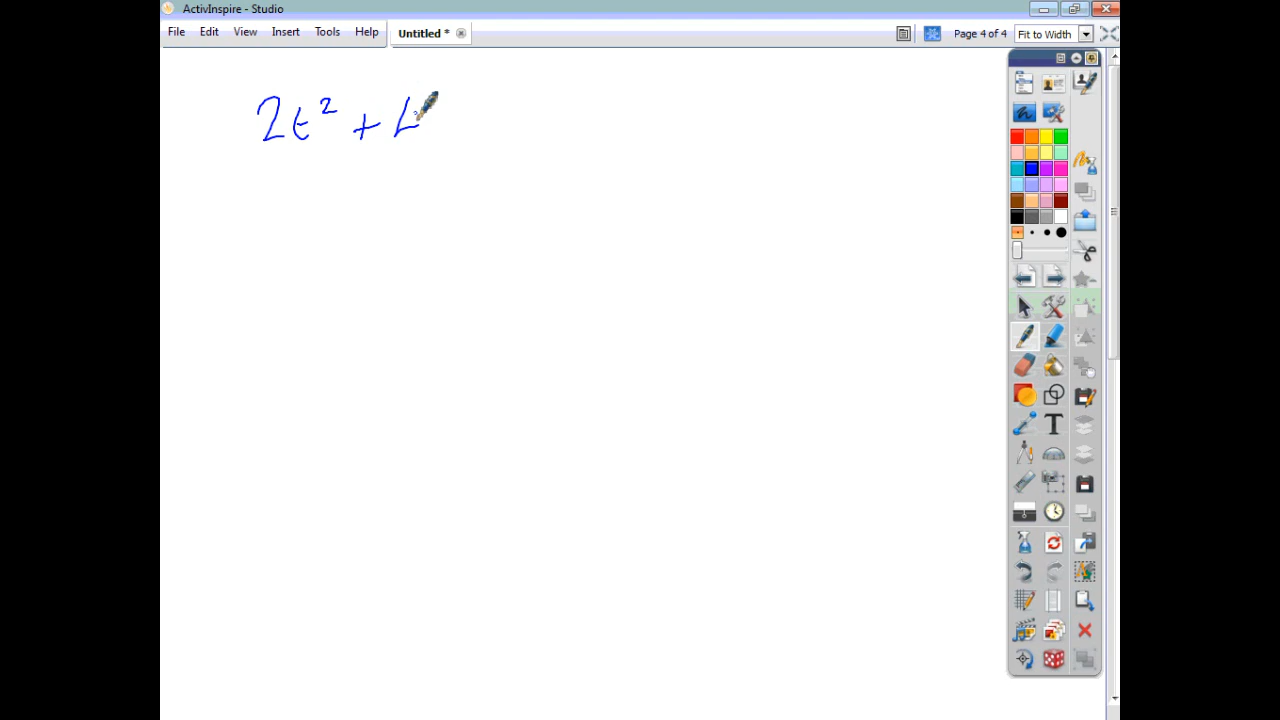 ActivInspire - Studio
File Edit View Insert Tools Help Untitled * Page 4 of 4 Fit to Width
2t² +